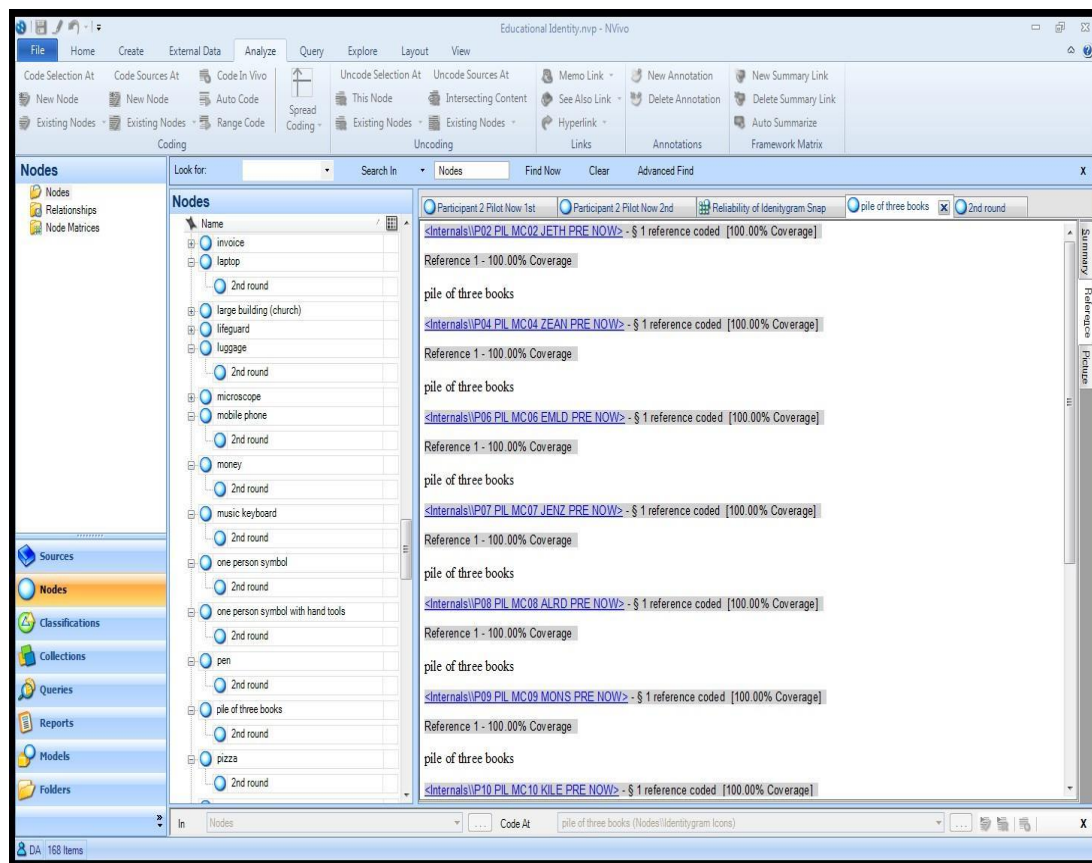 Educational Identity.nvp - NVivo
File Home Create External Data Analyze Query Explore Layout View
Code Selection At Code Sources At Code In Vivo Uncode Selection At Uncode Sources At Memo Link New Annotation New Summary Link
New Node New Node Auto Code Spread Coding This Node Intersecting Content See Also Link Delete Annotation Delete Summary Link
Existing Nodes Existing Nodes Range Code Existing Nodes Existing Nodes Hyperlink Auto Summarize
Coding Uncoding Links Annotations Framework Matrix
Nodes
Look for: Search In Nodes Find Now Clear Advanced Find X
Nodes
Relationships
Node Matrices
Sources
Nodes
Classifications
Collections
Queries
Reports
Models
Folders
Nodes
Name
invoice
laptop
2nd round
large building (church)
lifeguard
luggage
2nd round
microscope
mobile phone
2nd round
money
2nd round
music keyboard
2nd round
one person symbol
2nd round
one person symbol with hand tools
2nd round
pen
2nd round
pile of three books
2nd round
pizza
2nd round
Participant 2 Pilot Now 1st Participant 2 Pilot Now 2nd Reliability of Idenitygram Snap pile of three books 2nd round
<Internals\\P02 PIL MC02 JETH PRE NOW> - § 1 reference coded [100.00% Coverage]
Reference 1 - 100.00% Coverage
pile of three books
<Internals\\P04 PIL MC04 ZEAN PRE NOW> - § 1 reference coded [100.00% Coverage]
Reference 1 - 100.00% Coverage
pile of three books
<Internals\\P06 PIL MC06 EMLD PRE NOW> - § 1 reference coded [100.00% Coverage]
Reference 1 - 100.00% Coverage
pile of three books
<Internals\\P07 PIL MC07 JENZ PRE NOW> - § 1 reference coded [100.00% Coverage]
Reference 1 - 100.00% Coverage
pile of three books
<Internals\\P08 PIL MC08 ALRD PRE NOW> - § 1 reference coded [100.00% Coverage]
Reference 1 - 100.00% Coverage
pile of three books
<Internals\\P09 PIL MC09 MONS PRE NOW> - § 1 reference coded [100.00% Coverage]
Reference 1 - 100.00% Coverage
pile of three books
<Internals\\P10 PIL MC10 KILE PRE NOW> - § 1 reference coded [100.00% Coverage]
Summary
Reference
Picture
In Nodes ... Code At pile of three books (Nodes\\Identitygram Icons) ... X
DA 168 Items